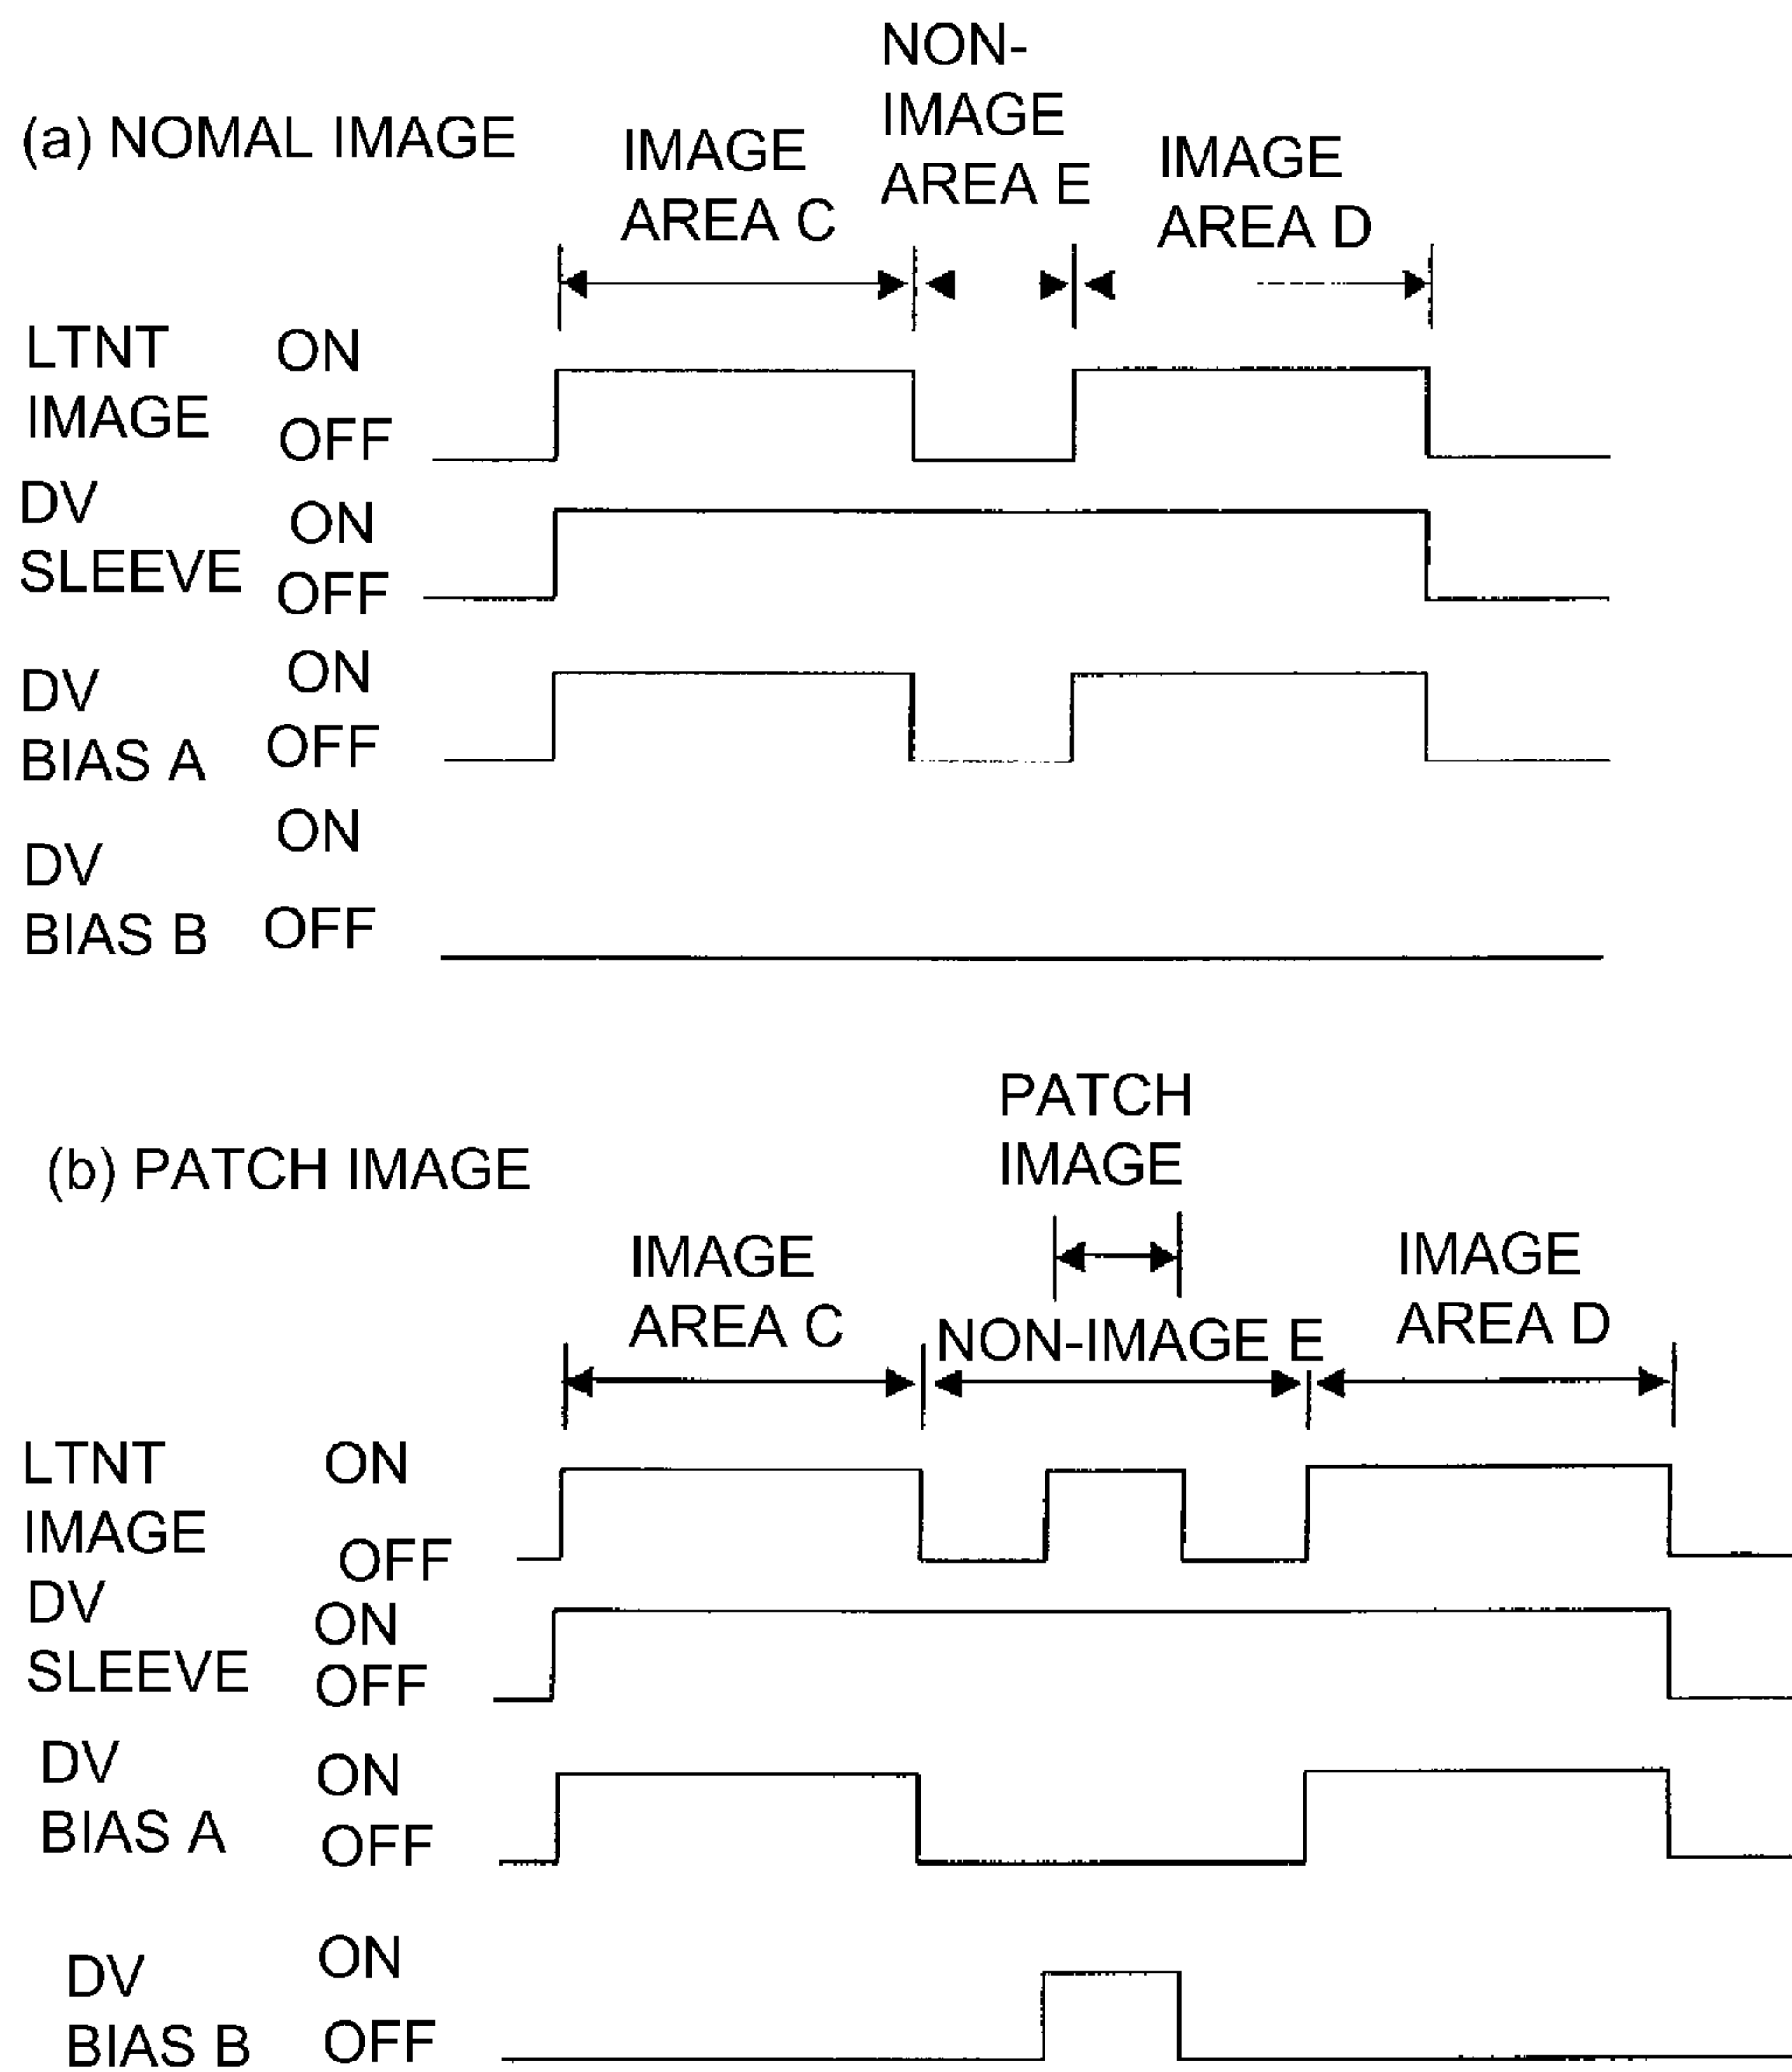 NON-
IMAGE
AREA E
(a) NOMAL IMAGE
IMAGE
AREA C
IMAGE
AREA D
LTNT
IMAGE
ON
OFF
DV
SLEEVE
ON
OFF
DV
BIAS A
ON
OFF
DV
BIAS B
ON
OFF
PATCH
IMAGE
(b) PATCH IMAGE
IMAGE
AREA C
NON-IMAGE E
IMAGE
AREA D
LTNT
IMAGE
ON
OFF
DV
SLEEVE
ON
OFF
DV
BIAS A
ON
OFF
DV
BIAS B
ON
OFF